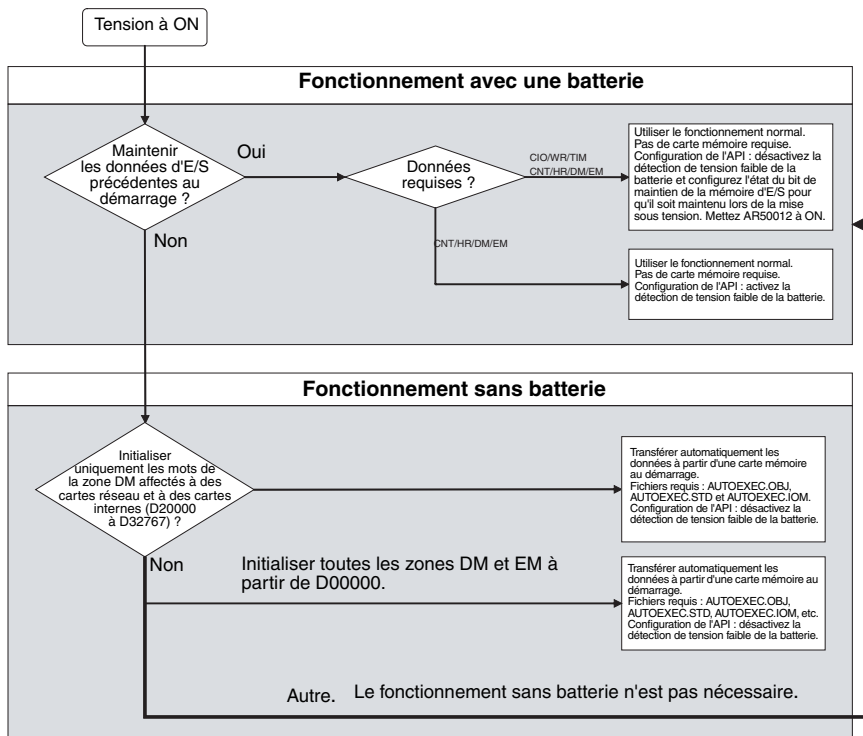 Tension à ON
Fonctionnement avec une batterie
Maintenir
les données d'E/S
précédentes au
démarrage ?
Oui
Non
Données
requises ?
CIO/WR/TIM
CNT/HR/DM/EM
CNT/HR/DM/EM
Utiliser le fonctionnement normal.
Pas de carte mémoire requise.
Configuration de l'API : désactivez la
détection de tension faible de la
batterie et configurez l'état du bit de
maintien de la mémoire d'E/S pour
qu'il soit maintenu lors de la mise
sous tension. Mettez AR50012 à ON.
Utiliser le fonctionnement normal.
Pas de carte mémoire requise.
Configuration de l'API : activez la
détection de tension faible de la batterie.
Fonctionnement sans batterie
Initialiser
uniquement les mots de
la zone DM affectés à des
cartes réseau et à des cartes
internes (D20000
à D32767) ?
Non
Transférer automatiquement les
données à partir d'une carte mémoire
au démarrage.
Fichiers requis : AUTOEXEC.OBJ,
AUTOEXEC.STD et AUTOEXEC.IOM.
Configuration de l'API : désactivez la
détection de tension faible de la batterie.
Initialiser toutes les zones DM et EM à
partir de D00000.
Transférer automatiquement les
données à partir d'une carte mémoire au
démarrage.
Fichiers requis : AUTOEXEC.OBJ,
AUTOEXEC.STD, AUTOEXEC.IOM, etc.
Configuration de l'API : désactivez la
détection de tension faible de la batterie.
Autre. Le fonctionnement sans batterie n'est pas nécessaire.